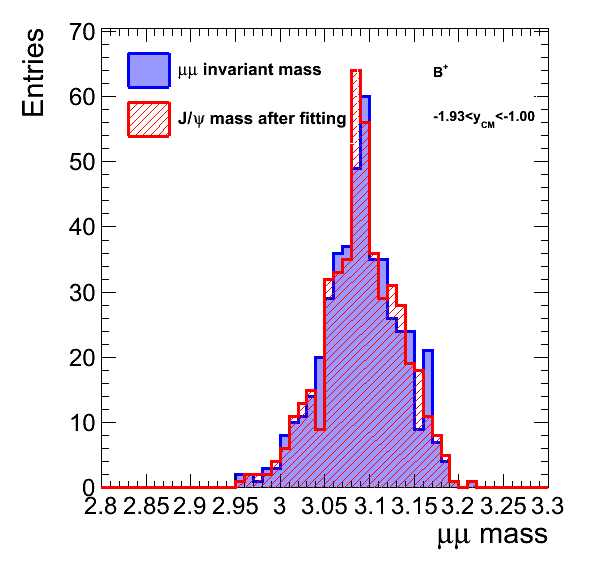 Entries
70
60
50
40
30
20
10
0
μμ invariant mass
J/ψ mass after fitting
B+
-1.93<yCM<-1.00
2.8 2.85 2.9 2.95 3 3.05 3.1 3.15 3.2 3.25 3.3
μμ mass